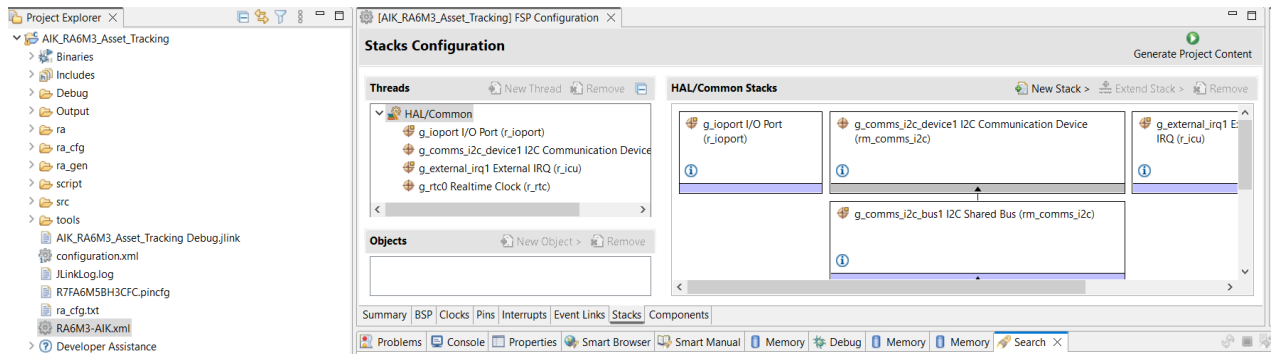 Project Explorer
AIK_RA6M3_Asset_Tracking
Binaries
Includes
Debug
Output
ra
ra_cfg
ra_gen
script
src
tools
AIK_RA6M3_Asset_Tracking Debug.jlink
configuration.xml
JLinkLog.log
R7FA6M5BH3CFC.pincfg
ra_cfg.txt
RA6M3-AIK.xml
Developer Assistance
[AIK_RA6M3_Asset_Tracking] FSP Configuration
Stacks Configuration
Generate Project Content
Threads
New Thread
Remove
HAL/Common
g_ioport I/O Port (r_ioport)
g_comms_i2c_device1 I2C Communication Device
g_external_irq1 External IRQ (r_icu)
g_rtc0 Realtime Clock (r_rtc)
Objects
New Object >
Remove
HAL/Common Stacks
New Stack >
Extend Stack >
Remove
g_ioport I/O Port
(r_ioport)
g_comms_i2c_device1 I2C Communication Device
(rm_comms_i2c)
g_external_irq1 E
IRQ (r_icu)
g_comms_i2c_bus1 I2C Shared Bus (rm_comms_i2c)
Summary BSP Clocks Pins Interrupts Event Links Stacks Components
Problems Console Properties Smart Browser Smart Manual Memory Debug Memory Memory Search